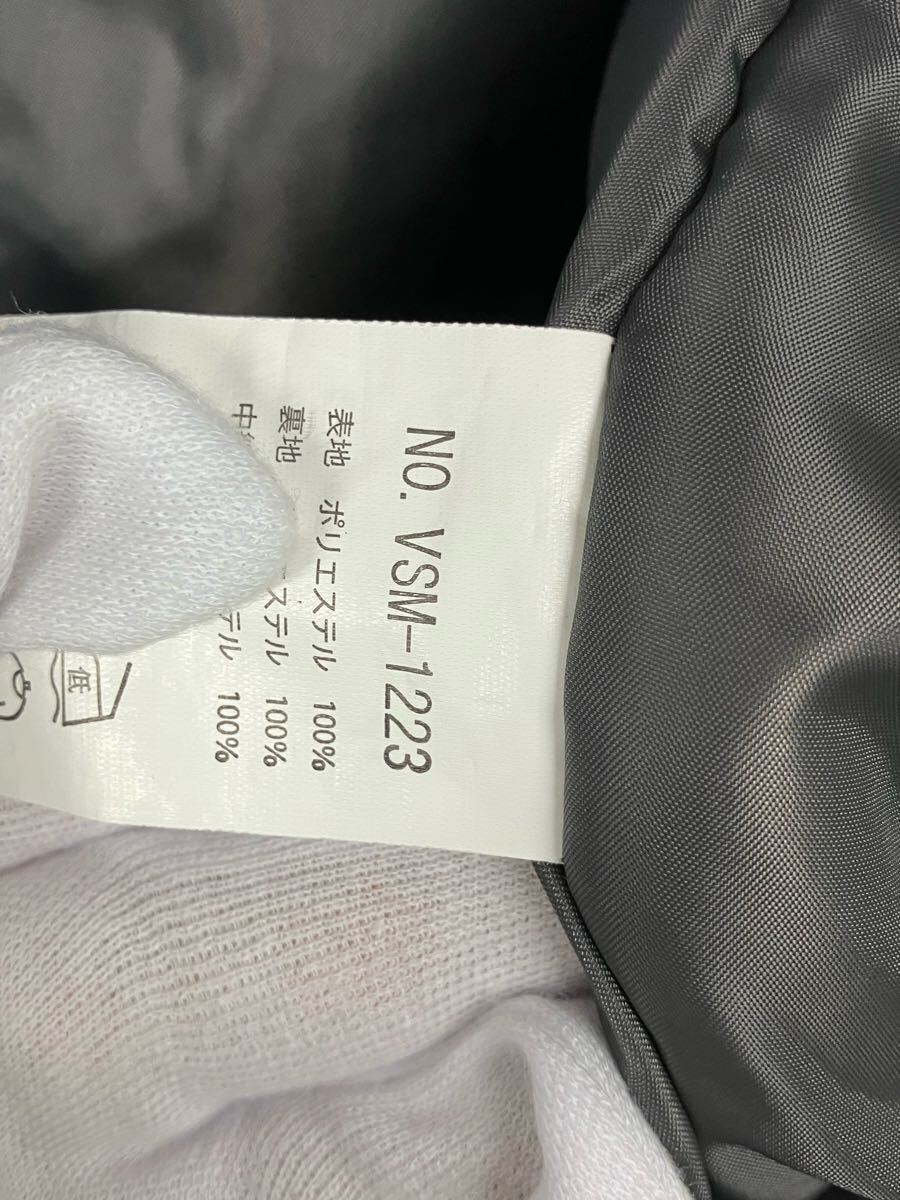 NO. VSM-1223
表地 ポリエステル 100%
裏地 ステル 100%
中 テル 100%
低